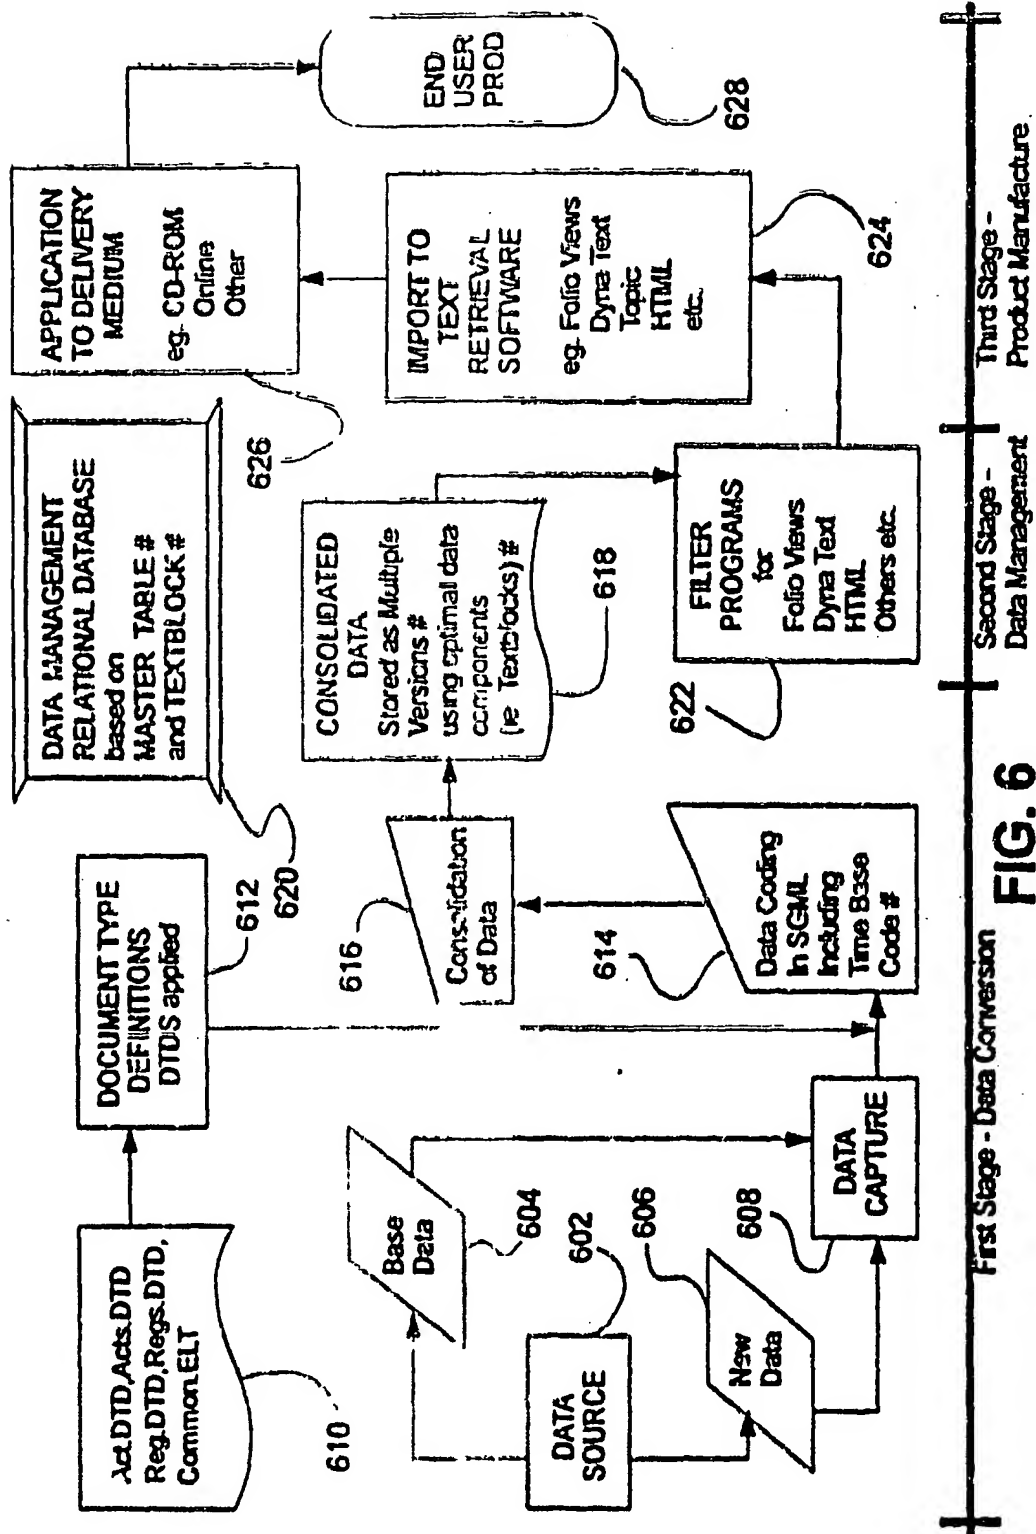 Act.DTD,Acts.DTD
Reg.DTD,Regs.DTD,
Common.ELT
610
DOCUMENT TYPE
DEFINITIONS
DTD'S applied
612
DATA MANAGEMENT
RELATIONAL DATABASE
based on
MASTER TABLE #
and TEXTBLOCK #
620
APPLICATION
TO DELIVERY
MEDIUM
eg. CD-ROM
Online
Other
626
END
USER
PROD
628
Base
Data
604
DATA
SOURCE
602
New
Data
606
DATA
CAPTURE
608
616
Consolidation
of Data
614
Data Coding
In SGML
Including
Time Base
Code #
CONSOLIDATED
DATA
Stored as Multiple
Versions #
using optimal data
components
(ie Textblocks) #
618
FILTER
PROGRAMS
for
Folio Views
Dyna Text
HTML
Others etc.
622
IMPORT TO
TEXT
RETRIEVAL
SOFTWARE
eg. Folio Views
Dyna Text
Topic
HTML
etc.
624
First Stage - Data Conversion
Second Stage -
Data Management
Third Stage -
Product Manufacture
FIG. 6